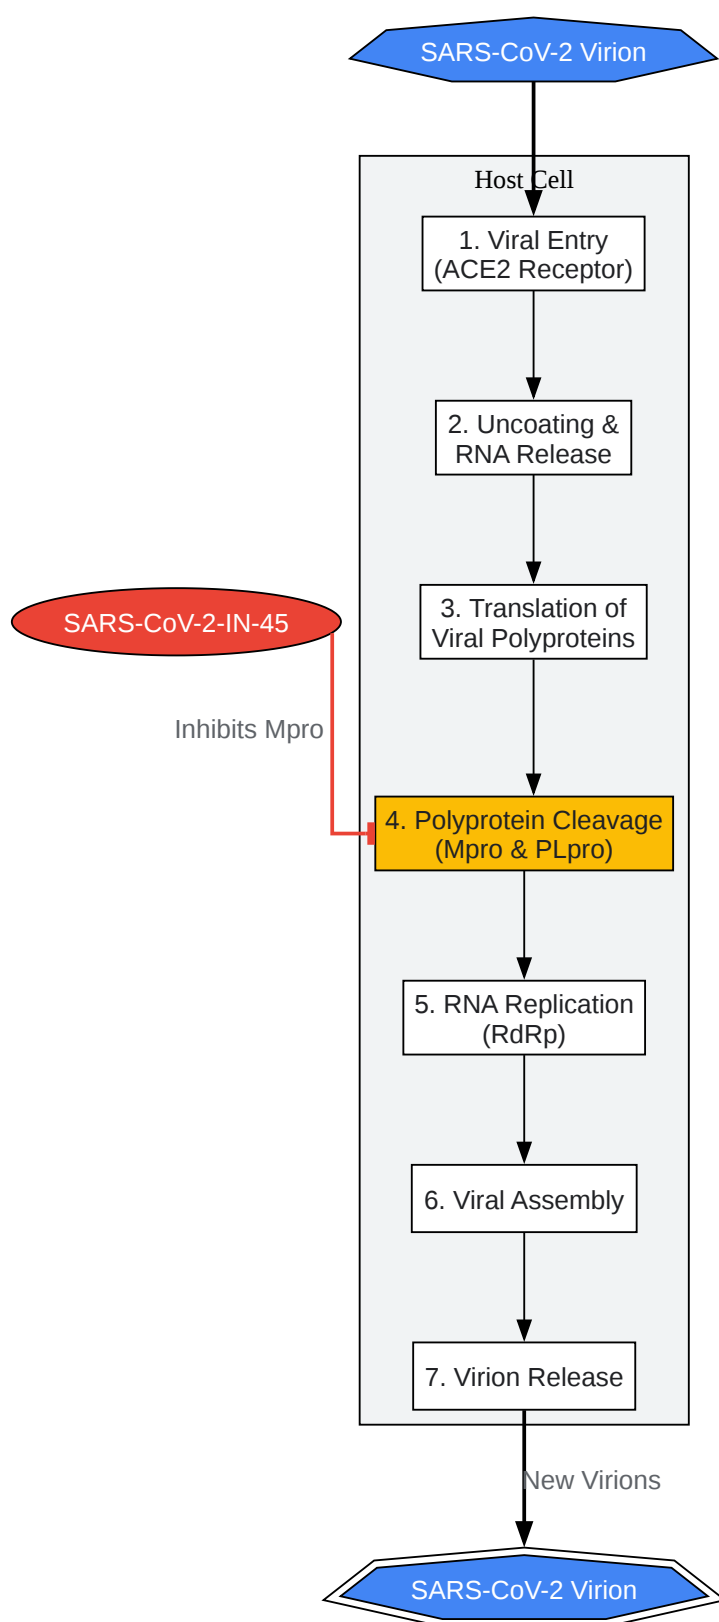 SARS-CoV-2 Virion
Host Cell
1. Viral Entry
(ACE2 Receptor)
2. Uncoating &
RNA Release
SARS-CoV-2-IN-45
3. Translation of
Viral Polyproteins
Inhibits Mpro
4. Polyprotein Cleavage
(Mpro & PLpro)
5. RNA Replication
(RdRp)
6. Viral Assembly
7. Virion Release
New Virions
SARS-CoV-2 Virion